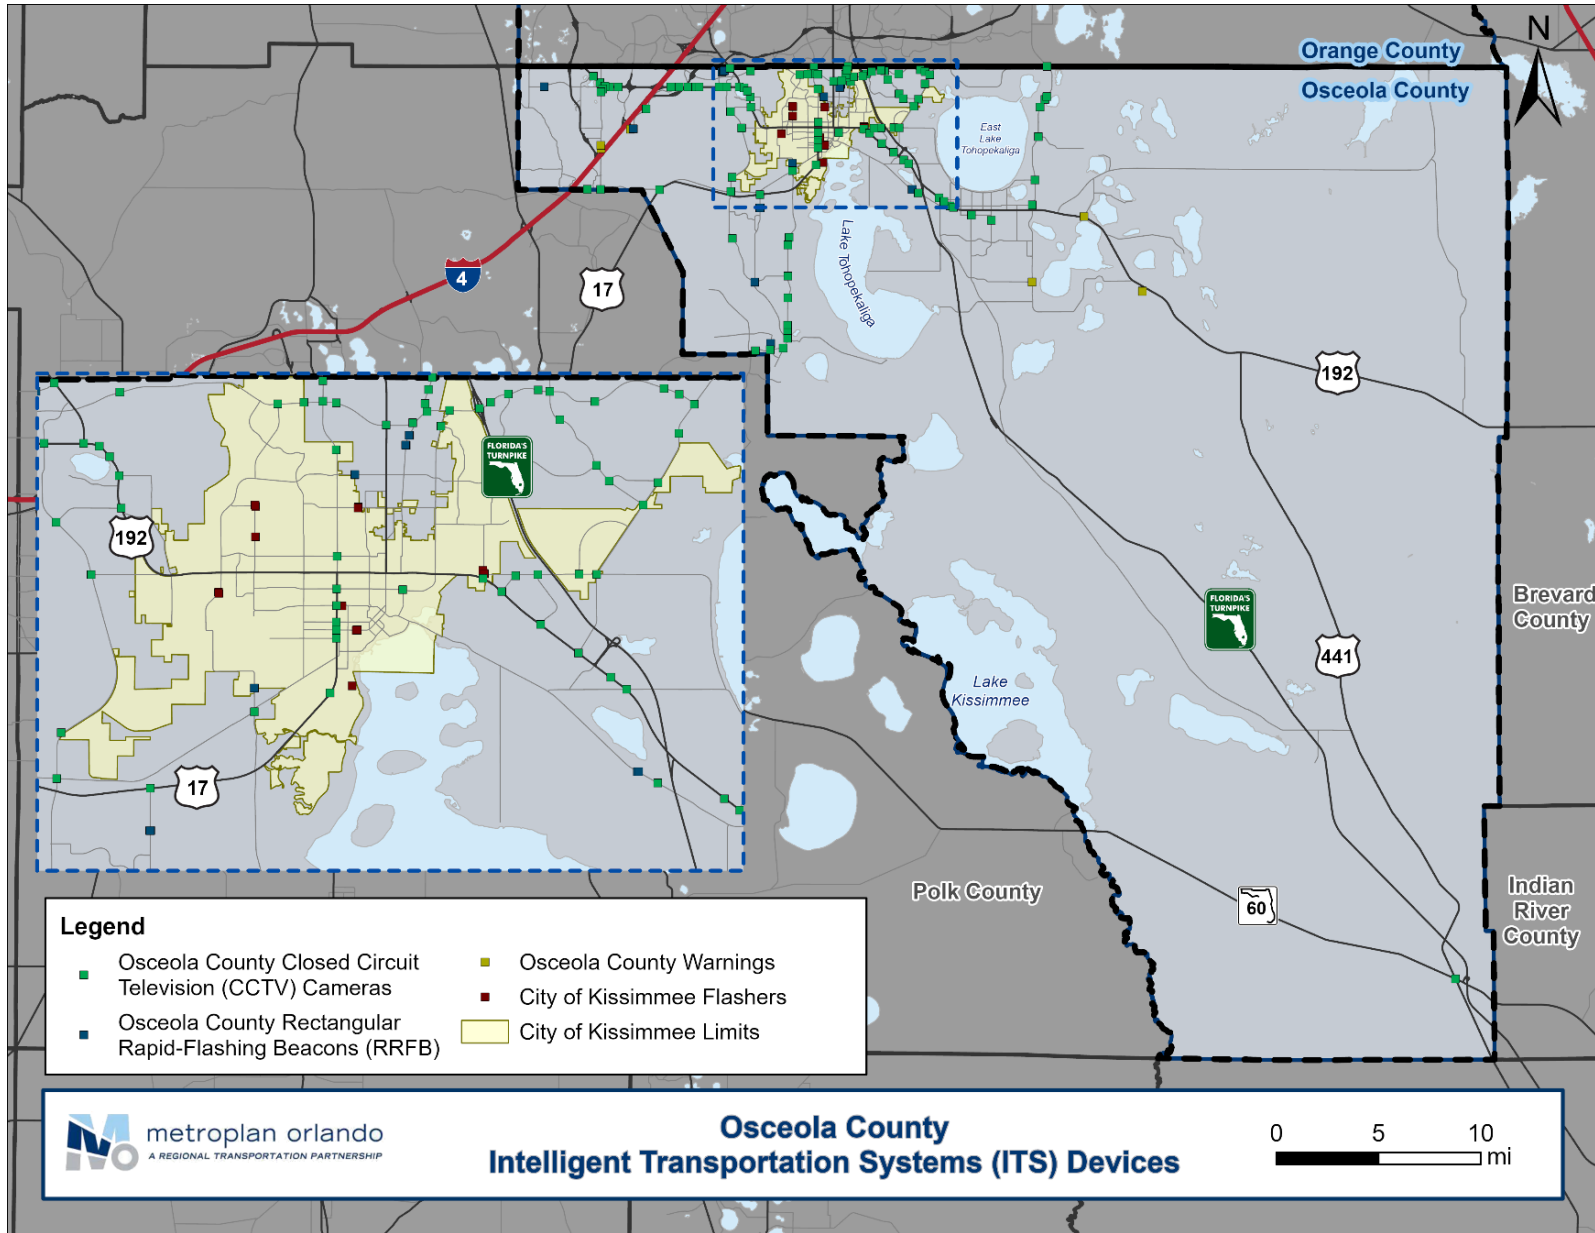 N
Orange County
Osceola County
East
Lake
Tohopekaliga
Lake Tohopekaliga
4
17
192
FLORIDA'S
TURNPIKE
192
17
FLORIDA'S
TURNPIKE
441
Brevard
County
Lake
Kissimmee
Polk County
60
Indian
River
County
Legend
Osceola County Closed Circuit
Television (CCTV) Cameras
Osceola County Rectangular
Rapid-Flashing Beacons (RRFB)
Osceola County Warnings
City of Kissimmee Flashers
City of Kissimmee Limits
metroplan orlando
A REGIONAL TRANSPORTATION PARTNERSHIP
Osceola County
Intelligent Transportation Systems (ITS) Devices
0 5 10
mi